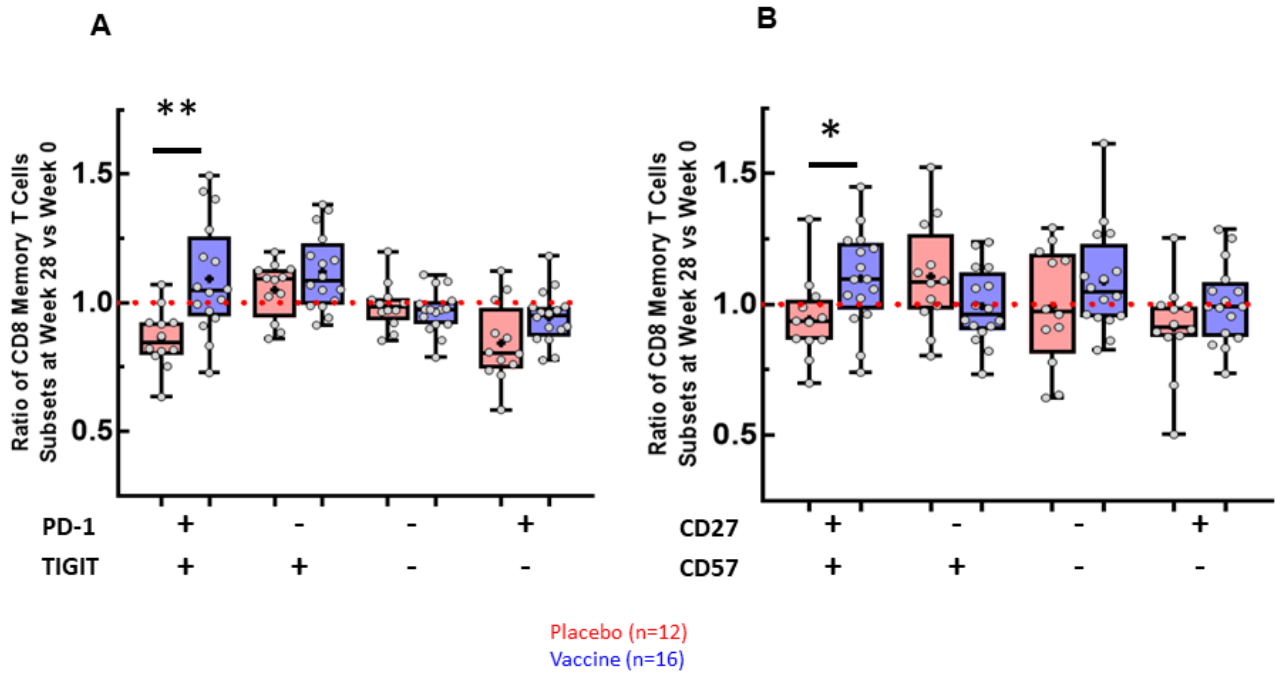 A
B
**
*
Ratio of CD8 Memory T Cells
Subsets at Week 28 vs Week 0
1.5
1.0
0.5
Ratio of CD8 Memory T Cells
Subsets at Week 28 vs Week 0
1.5
1.0
0.5
PD-1 + - - +
TIGIT + + - -
CD27 + - - +
CD57 + + - -
Placebo (n=12)
Vaccine (n=16)